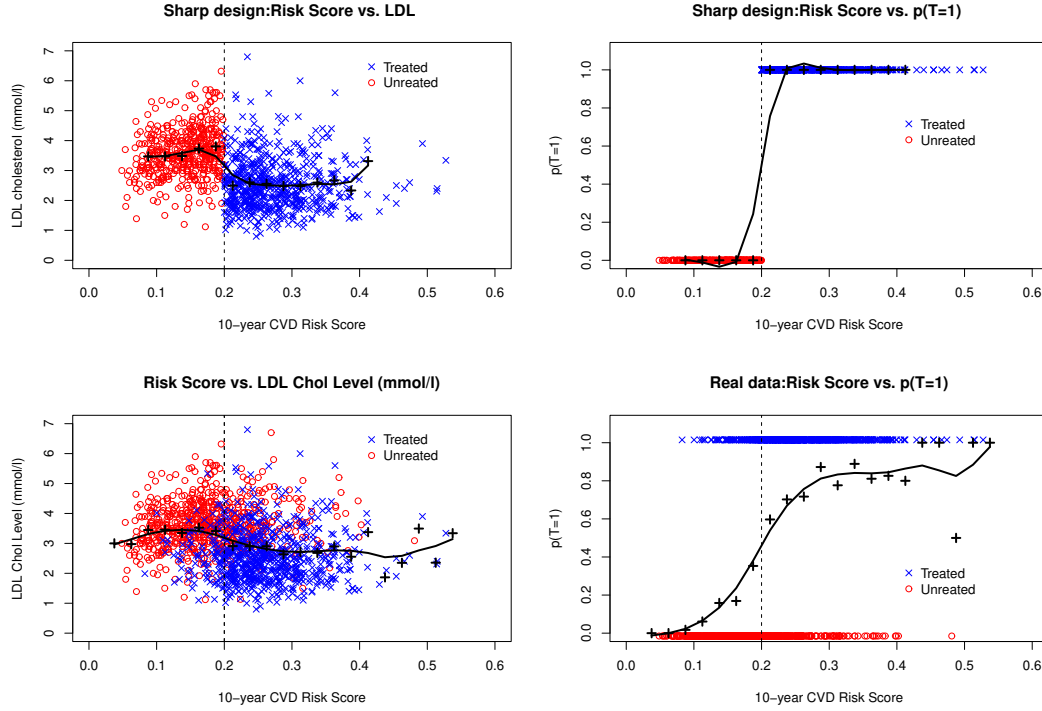 Sharp design:Risk Score vs. LDL
LDL cholesterol (mmol/l)
7
6
5
4
3
2
1
0
Treated
Unreated
0.0 0.1 0.2 0.3 0.4 0.5 0.6
10−year CVD Risk Score
Sharp design:Risk Score vs. p(T=1)
p(T=1)
1.0
0.8
0.6
0.4
0.2
0.0
Treated
Unreated
0.0 0.1 0.2 0.3 0.4 0.5 0.6
10−year CVD Risk Score
Risk Score vs. LDL Chol Level (mmol/l)
LDL Chol Level (mmol/l)
7
6
5
4
3
2
1
0
Treated
Unreated
0.0 0.1 0.2 0.3 0.4 0.5 0.6
10−year CVD Risk Score
Real data:Risk Score vs. p(T=1)
p(T=1)
1.0
0.8
0.6
0.4
0.2
0.0
Treated
Unreated
0.0 0.1 0.2 0.3 0.4 0.5 0.6
10−year CVD Risk Score